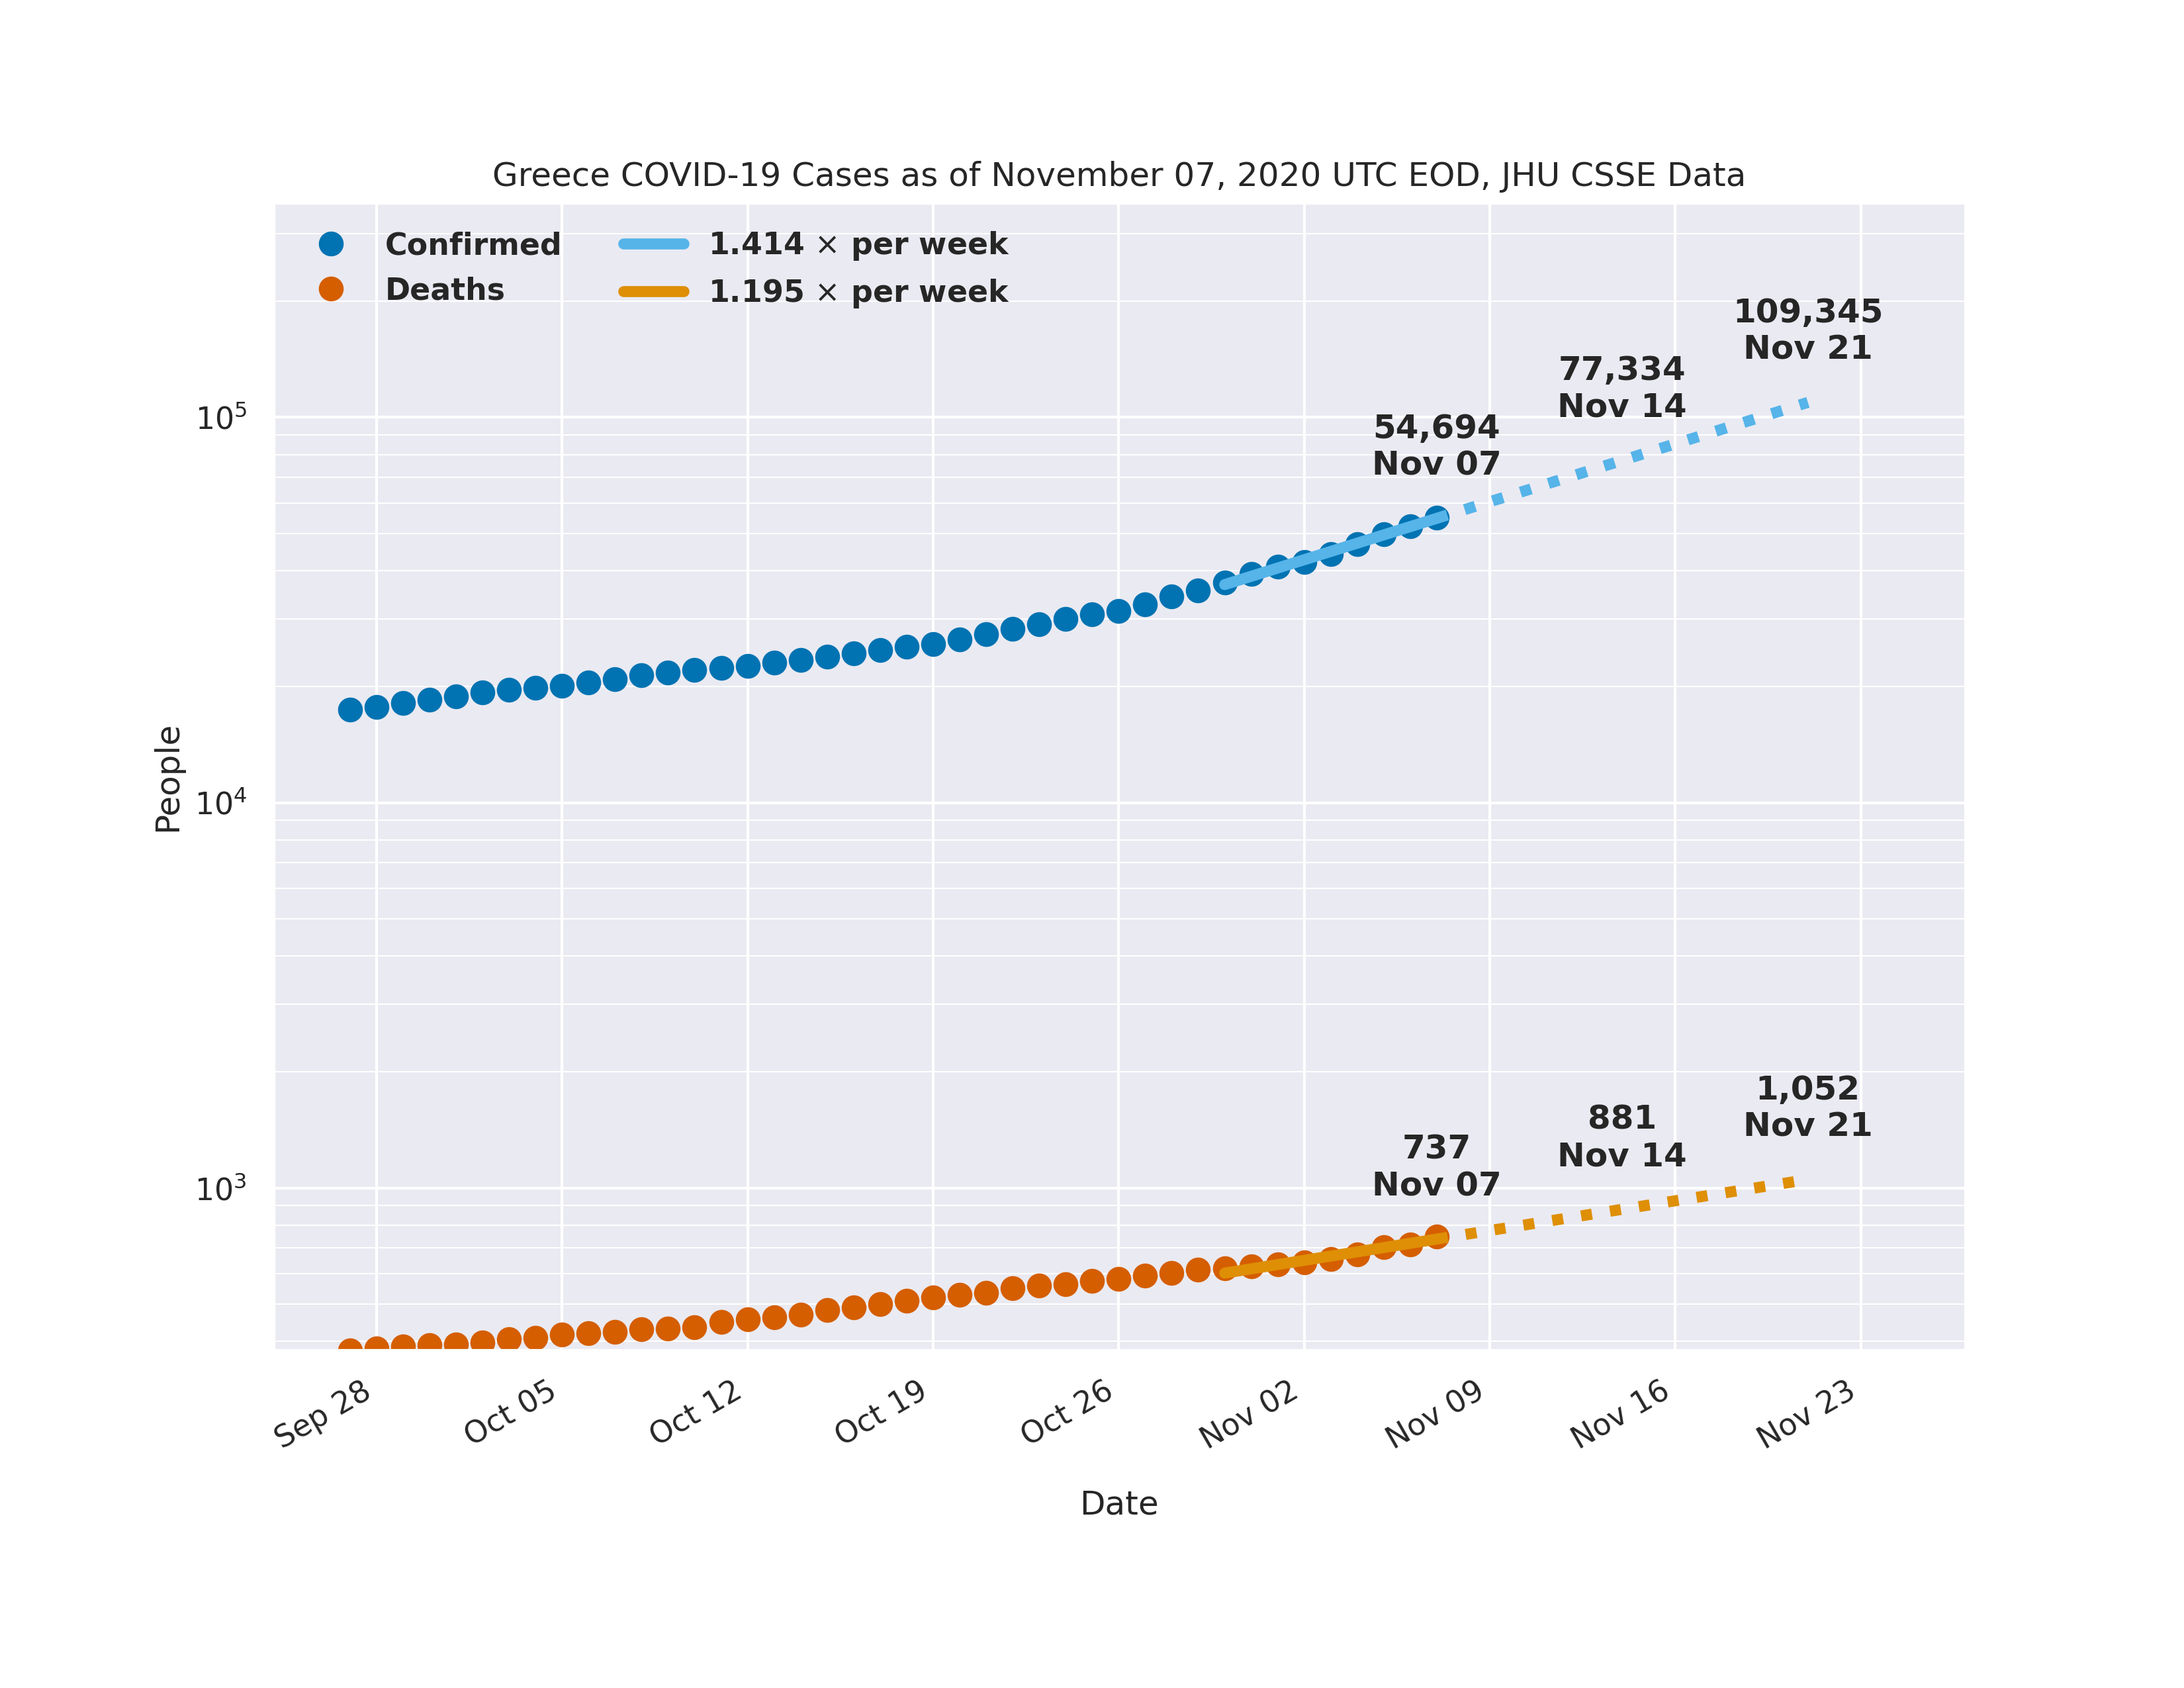 Greece COVID-19 Cases as of November 07, 2020 UTC EOD, JHU CSSE Data
Confirmed
Deaths
1.414 × per week
1.195 × per week
109,345
Nov 21
77,334
Nov 14
54,694
Nov 07
10⁵
10⁴
10³
People
1,052
Nov 21
881
Nov 14
737
Nov 07
Sep 28
Oct 05
Oct 12
Oct 19
Oct 26
Nov 02
Nov 09
Nov 16
Nov 23
Date